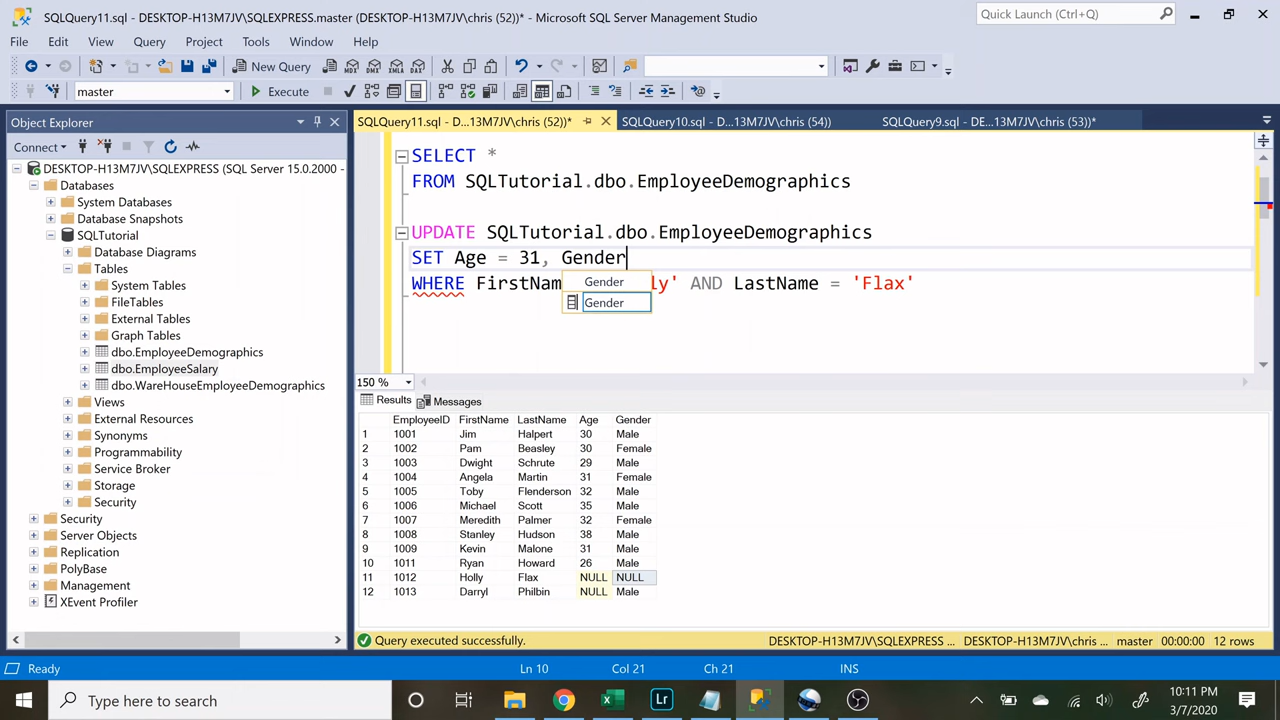 SQLQuery11.sql - DESKTOP-H13M7JV\SQLEXPRESS.master (DESKTOP-H13M7JV\chris (52))* - Microsoft SQL Server Management Studio
Quick Launch (Ctrl+Q)
File Edit View Query Project Tools Window Help
New Query
MDX DMX XMLA DAX
master Execute
Object Explorer
SQLQuery11.sql - D...13M7JV\chris (52))* SQLQuery10.sql - DE...13M7JV\chris (54)) SQLQuery9.sql - DE...13M7JV\chris (53))*
Connect
DESKTOP-H13M7JV\SQLEXPRESS (SQL Server 15.0.2000 -
Databases
System Databases
Database Snapshots
SQLTutorial
Database Diagrams
Tables
System Tables
FileTables
External Tables
Graph Tables
dbo.EmployeeDemographics
dbo.EmployeeSalary
dbo.WareHouseEmployeeDemographics
Views
External Resources
Synonyms
Programmability
Service Broker
Storage
Security
Security
Server Objects
Replication
PolyBase
Management
XEvent Profiler
SELECT *
FROM SQLTutorial.dbo.EmployeeDemographics
UPDATE SQLTutorial.dbo.EmployeeDemographics
SET Age = 31, Gender
WHERE FirstNam ly' AND LastName = 'Flax'
Gender
Gender
150 %
Results Messages
EmployeeID FirstName LastName Age Gender
1 1001 Jim Halpert 30 Male
2 1002 Pam Beasley 30 Female
3 1003 Dwight Schrute 29 Male
4 1004 Angela Martin 31 Female
5 1005 Toby Flenderson 32 Male
6 1006 Michael Scott 35 Male
7 1007 Meredith Palmer 32 Female
8 1008 Stanley Hudson 38 Male
9 1009 Kevin Malone 31 Male
10 1011 Ryan Howard 26 Male
11 1012 Holly Flax NULL NULL
12 1013 Darryl Philbin NULL Male
Query executed successfully. DESKTOP-H13M7JV\SQLEXPRESS ... DESKTOP-H13M7JV\chris ... master 00:00:00 12 rows
Ready Ln 10 Col 21 Ch 21 INS
Type here to search
Lr
10:11 PM
3/7/2020